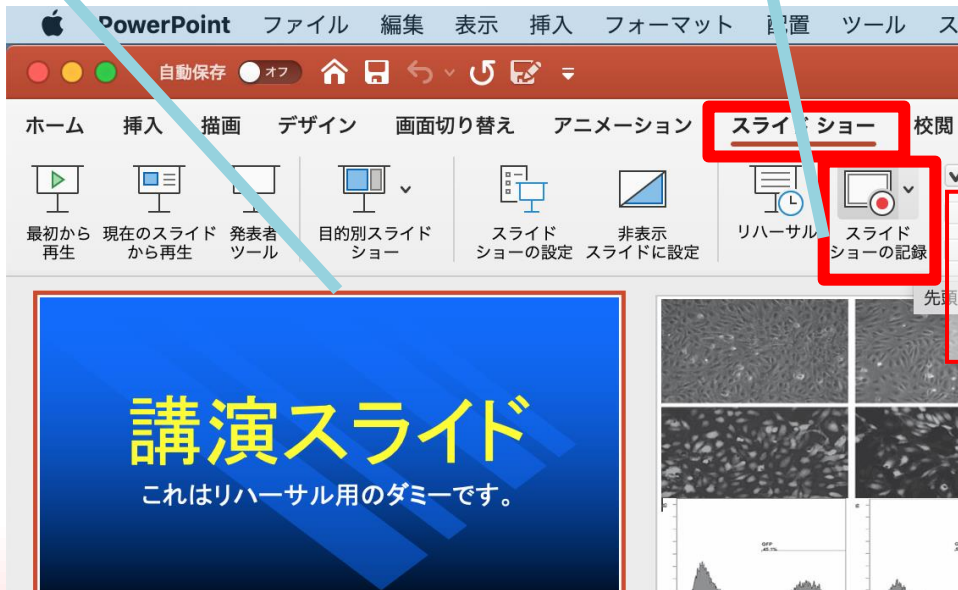 PowerPoint ファイル 編集 表示 挿入 フォーマット 配置 ツール ス
自動保存 オフ
ホーム 挿入 描画 デザイン 画面切り替え アニメーション スライド ショー 校閲
最初から
再生
現在のスライド
から再生
発表者
ツール
目的別スライド
ショー
スライド
ショーの設定
非表示
スライドに設定
リハーサル
スライド
ショーの記録
先頭
講演スライド
これはリハーサル用のダミーです。